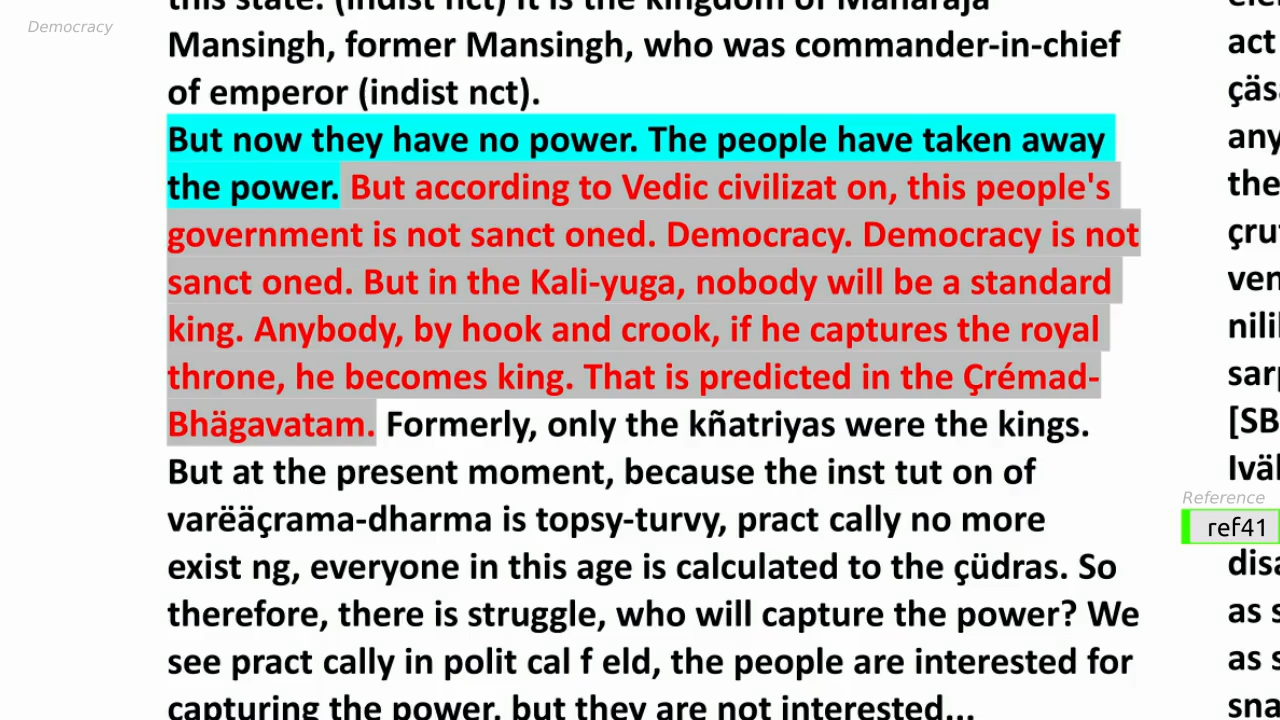 Democracy
this state. (indist nct) It is the kingdom of Maharaja
Mansingh, former Mansingh, who was commander-in-chief
of emperor (indist nct).
But now they have no power. The people have taken away
the power. But according to Vedic civilizat on, this people's
government is not sanct oned. Democracy. Democracy is not
sanct oned. But in the Kali-yuga, nobody will be a standard
king. Anybody, by hook and crook, if he captures the royal
throne, he becomes king. That is predicted in the Çrémad-
Bhägavatam. Formerly, only the kñatriyas were the kings.
But at the present moment, because the inst tut on of
varëäçrama-dharma is topsy-turvy, pract cally no more
exist ng, everyone in this age is calculated to the çüdras. So
therefore, there is struggle, who will capture the power? We
see pract cally in polit cal f eld, the people are interested for
capturing the power, but they are not interested...
act
any
the
[SB
Reference
ref41
as s
as s